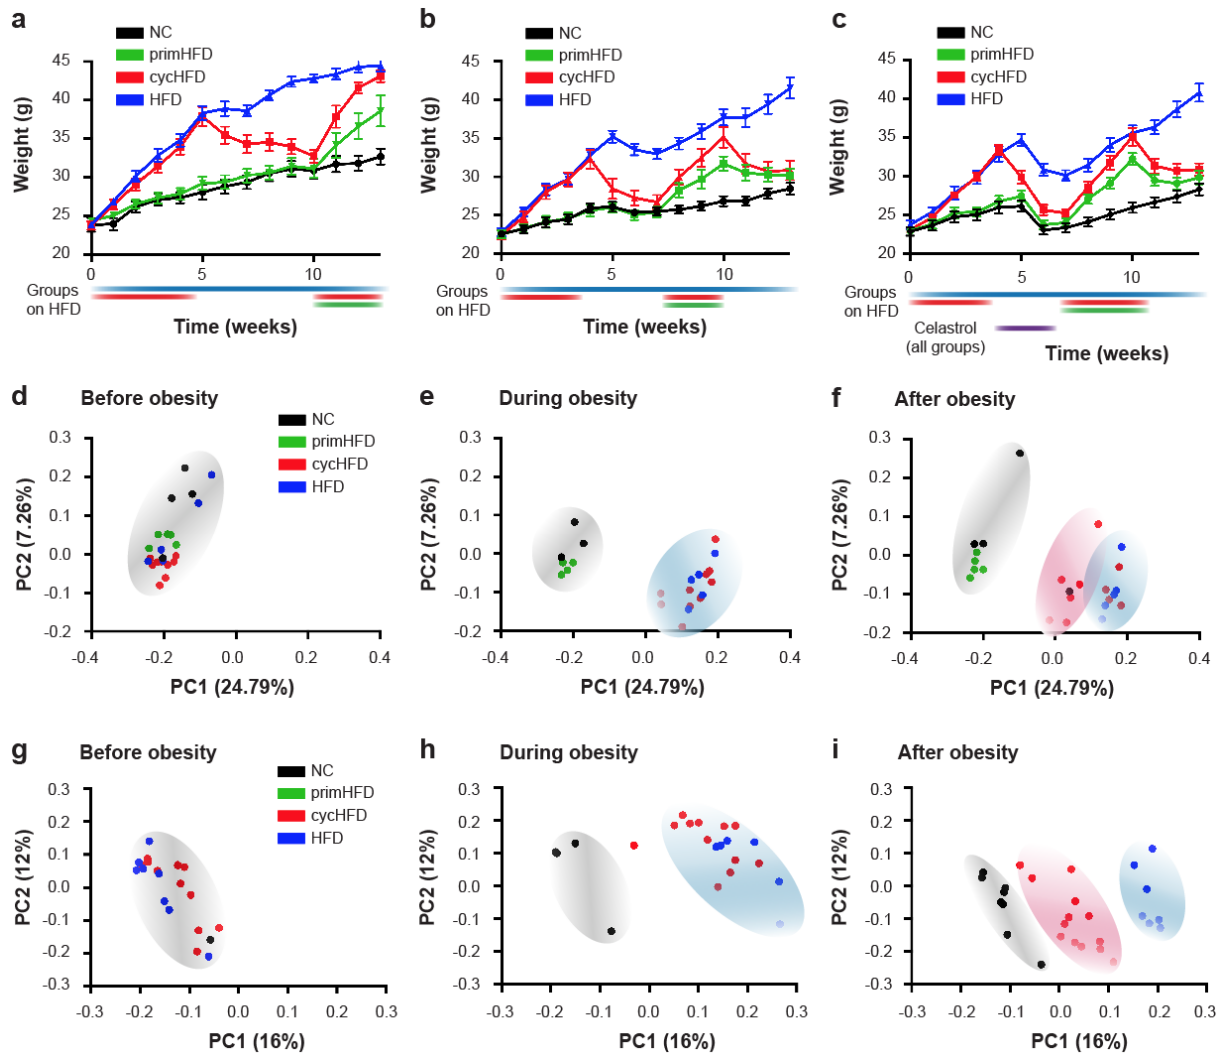 a
NC
primHFD
cycHFD
HFD
Weight (g)
45
40
35
30
25
20
0
5
10
Groups
on HFD
Time (weeks)
b
NC
primHFD
cycHFD
HFD
Weight (g)
45
40
35
30
25
20
0
5
10
Groups
on HFD
Time (weeks)
c
NC
primHFD
cycHFD
HFD
Weight (g)
45
40
35
30
25
20
0
5
10
Groups
on HFD
Celastrol
(all groups)
Time (weeks)
d
Before obesity
NC
primHFD
cycHFD
HFD
PC2 (7.26%)
0.3
0.2
0.1
0.0
-0.1
-0.2
-0.4
-0.2
0.0
0.2
0.4
PC1 (24.79%)
e
During obesity
PC2 (7.26%)
0.3
0.2
0.1
0.0
-0.1
-0.2
-0.4
-0.2
0.0
0.2
0.4
PC1 (24.79%)
f
After obesity
PC2 (7.26%)
0.3
0.2
0.1
0.0
-0.1
-0.2
-0.4
-0.2
0.0
0.2
0.4
PC1 (24.79%)
g
Before obesity
NC
primHFD
cycHFD
HFD
PC2 (12%)
0.3
0.2
0.1
0.0
-0.1
-0.2
-0.3
-0.3
-0.2
-0.1
0.0
0.1
0.2
0.3
PC1 (16%)
h
During obesity
PC2 (12%)
0.3
0.2
0.1
0.0
-0.1
-0.2
-0.3
-0.3
-0.2
-0.1
0.0
0.1
0.2
0.3
PC1 (16%)
i
After obesity
PC2 (12%)
0.3
0.2
0.1
0.0
-0.1
-0.2
-0.3
-0.3
-0.2
-0.1
0.0
0.1
0.2
0.3
PC1 (16%)